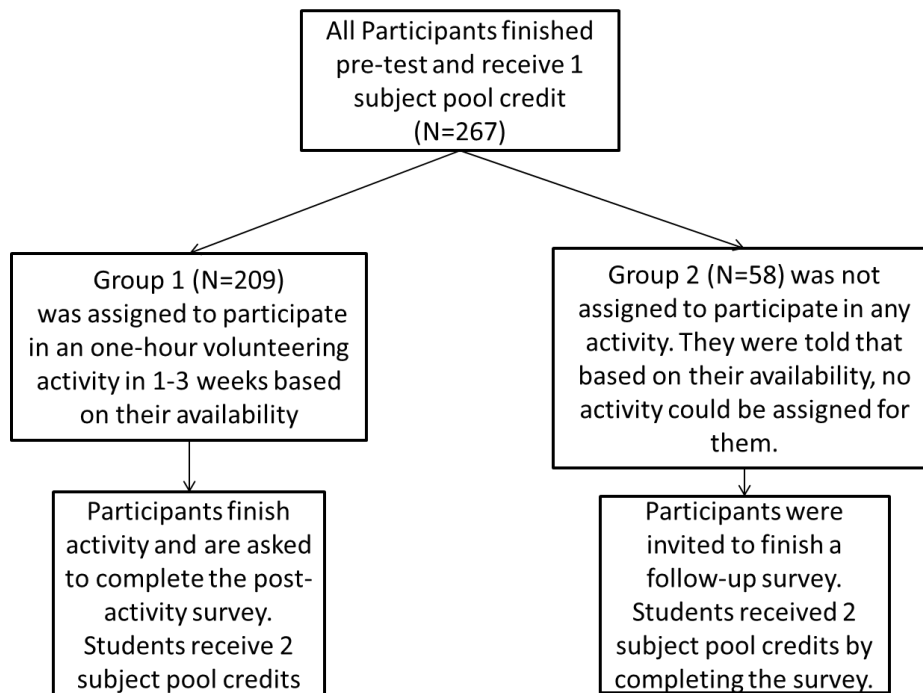 All Participants finished
pre-test and receive 1
subject pool credit
(N=267)
Group 1 (N=209)
was assigned to participate
in an one-hour volunteering
activity in 1-3 weeks based
on their availability
Group 2 (N=58) was not
assigned to participate in any
activity. They were told that
based on their availability, no
activity could be assigned for
them.
Participants finish
activity and are asked
to complete the post-
activity survey.
Students receive 2
subject pool credits
Participants were
invited to finish a
follow-up survey.
Students received 2
subject pool credits by
completing the survey.